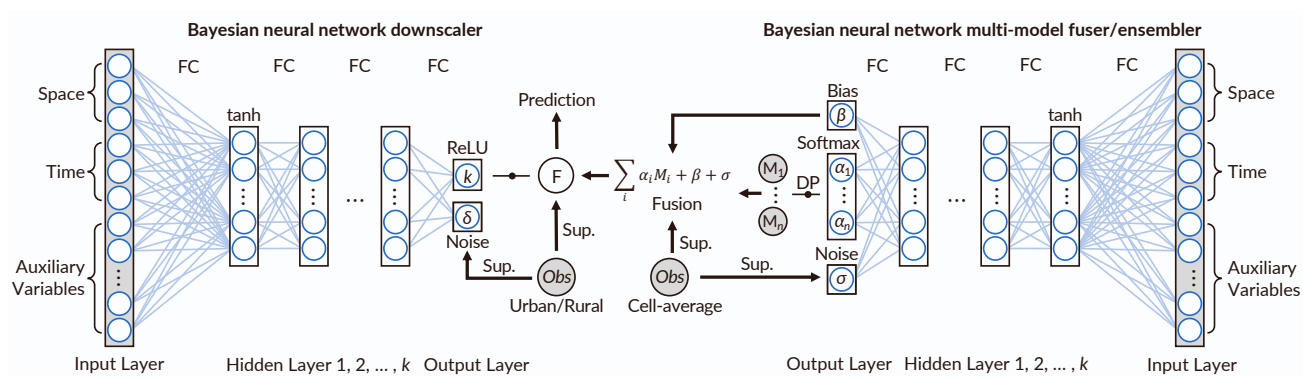 Bayesian neural network downscaler
Bayesian neural network multi-model fuser/ensembler
FC
FC
FC
FC
Space
Time
Auxiliary
Variables
tanh
ReLU
k
δ
Noise
Prediction
F
Sup.
Sup.
Obs
Urban/Rural
...
Input Layer
Hidden Layer 1, 2, ... , k
Output Layer
∑ αᵢMᵢ + β + σ
i
Fusion
Sup.
Sup.
Obs
Cell-average
FC
FC
FC
FC
Bias
β
Softmax
α₁
αₙ
M₁
Mₙ
DP
Noise
σ
tanh
...
Space
Time
Auxiliary
Variables
Output Layer
Hidden Layer 1, 2, ... , k
Input Layer